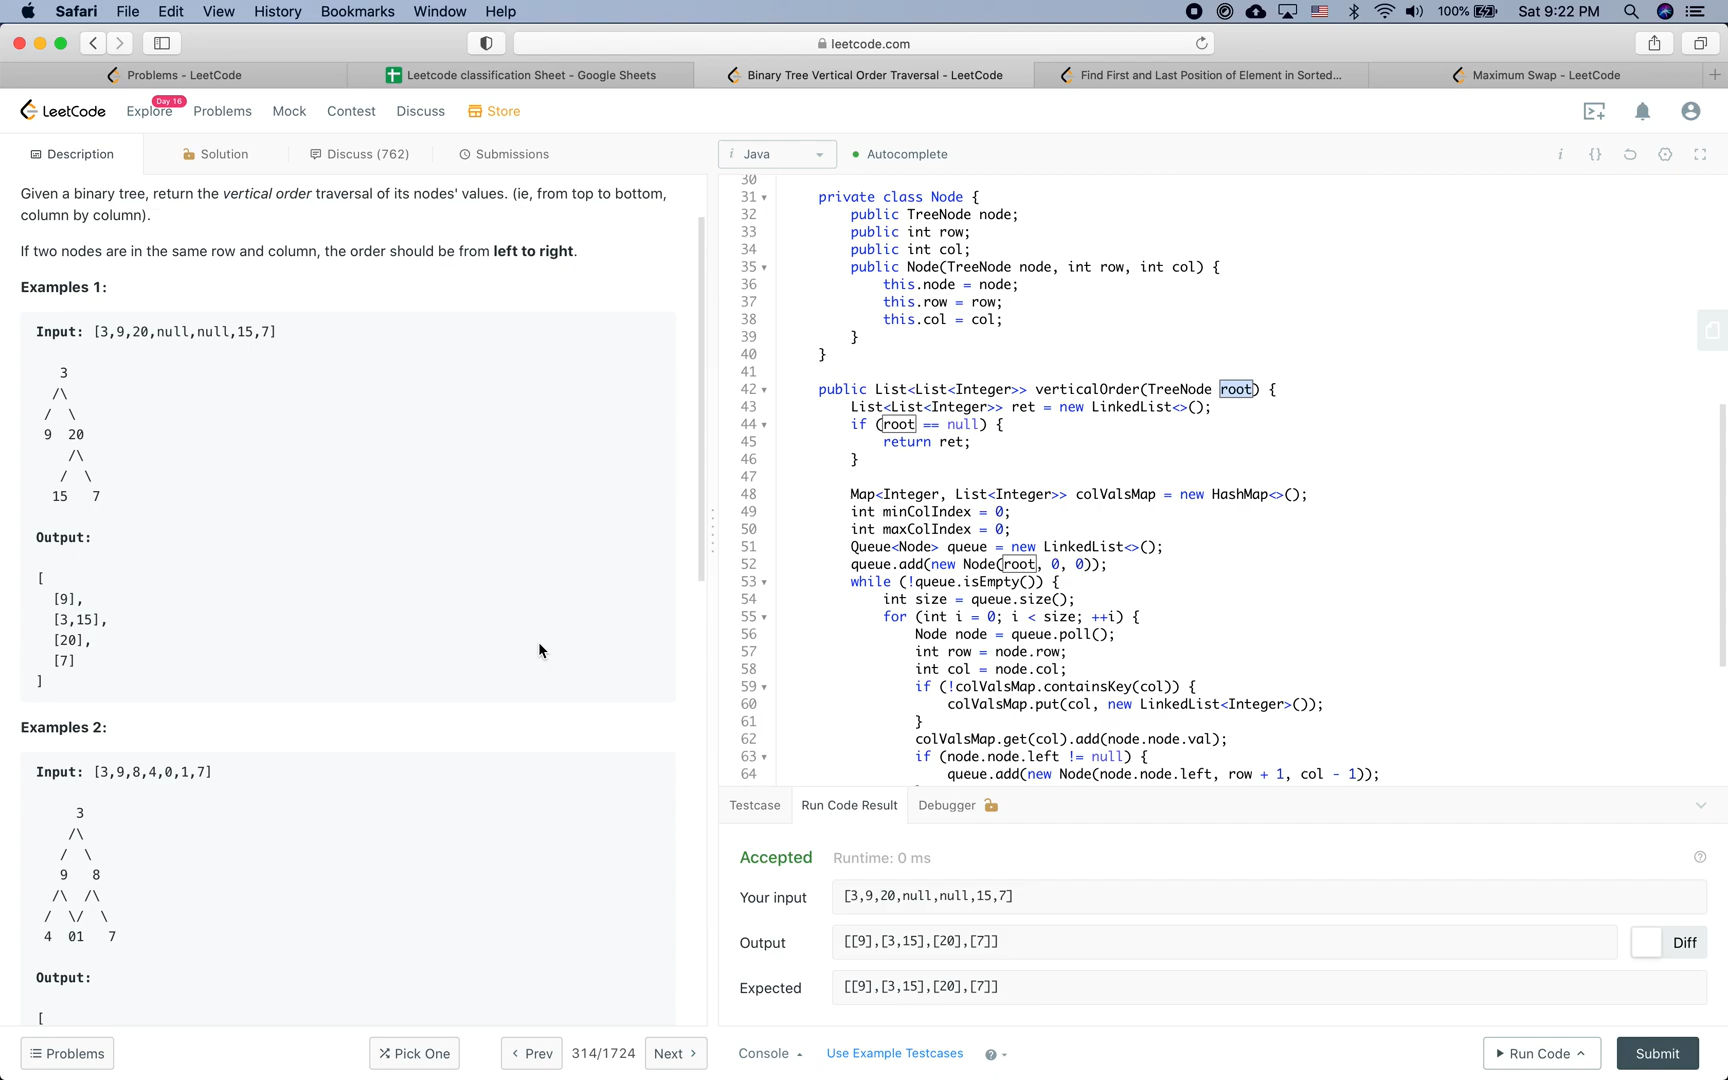 Safari File Edit View History Bookmarks Window Help 100% Sat 9:22 PM
leetcode.com
Problems - LeetCode
Leetcode classification Sheet - Google Sheets
Binary Tree Vertical Order Traversal - LeetCode
Find First and Last Position of Element in Sorted...
Maximum Swap - LeetCode
LeetCode Explore Day 16 Problems Mock Contest Discuss Store
Description Solution Discuss (762) Submissions
Given a binary tree, return the vertical order traversal of its nodes' values. (ie, from top to bottom,
column by column).
If two nodes are in the same row and column, the order should be from left to right.
Examples 1:
Input: [3,9,20,null,null,15,7]
3
/\
/ \
9 20
/\
/ \
15 7
Output:
[
[9],
[3,15],
[20],
[7]
]
Examples 2:
Input: [3,9,8,4,0,1,7]
3
/\
/ \
9 8
/\ /\
/ \/ \
4 01 7
Output:
[
Problems Pick One < Prev 314/1724 Next >
i Java Autocomplete i {}
30
31 private class Node {
32 public TreeNode node;
33 public int row;
34 public int col;
35 public Node(TreeNode node, int row, int col) {
36 this.node = node;
37 this.row = row;
38 this.col = col;
39 }
40 }
41
42 public List<List<Integer>> verticalOrder(TreeNode root) {
43 List<List<Integer>> ret = new LinkedList<>();
44 if (root == null) {
45 return ret;
46 }
47
48 Map<Integer, List<Integer>> colValsMap = new HashMap<>();
49 int minColIndex = 0;
50 int maxColIndex = 0;
51 Queue<Node> queue = new LinkedList<>();
52 queue.add(new Node(root, 0, 0));
53 while (!queue.isEmpty()) {
54 int size = queue.size();
55 for (int i = 0; i < size; ++i) {
56 Node node = queue.poll();
57 int row = node.row;
58 int col = node.col;
59 if (!colValsMap.containsKey(col)) {
60 colValsMap.put(col, new LinkedList<Integer>());
61 }
62 colValsMap.get(col).add(node.node.val);
63 if (node.node.left != null) {
64 queue.add(new Node(node.node.left, row + 1, col - 1));
Testcase Run Code Result Debugger
Accepted Runtime: 0 ms
Your input [3,9,20,null,null,15,7]
Output [[9],[3,15],[20],[7]] Diff
Expected [[9],[3,15],[20],[7]]
Console Use Example Testcases ? Run Code Submit